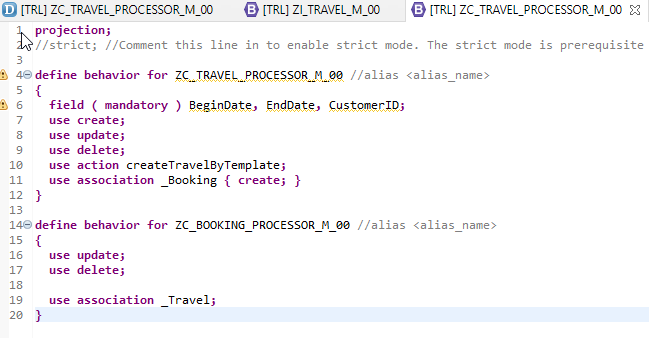 D [TRL] ZC_TRAVEL_PROCESSOR_M_00 B [TRL] ZI_TRAVEL_M_00 B [TRL] ZC_TRAVEL_PROCESSOR_M_00
1 projection;
//strict; //Comment this line in to enable strict mode. The strict mode is prerequisite
3
4 define behavior for ZC_TRAVEL_PROCESSOR_M_00 //alias <alias_name>
5 {
6 field ( mandatory ) BeginDate, EndDate, CustomerID;
7 use create;
8 use update;
9 use delete;
10 use action createTravelByTemplate;
11 use association _Booking { create; }
12 }
13
14 define behavior for ZC_BOOKING_PROCESSOR_M_00 //alias <alias_name>
15 {
16 use update;
17 use delete;
18
19 use association _Travel;
20 }